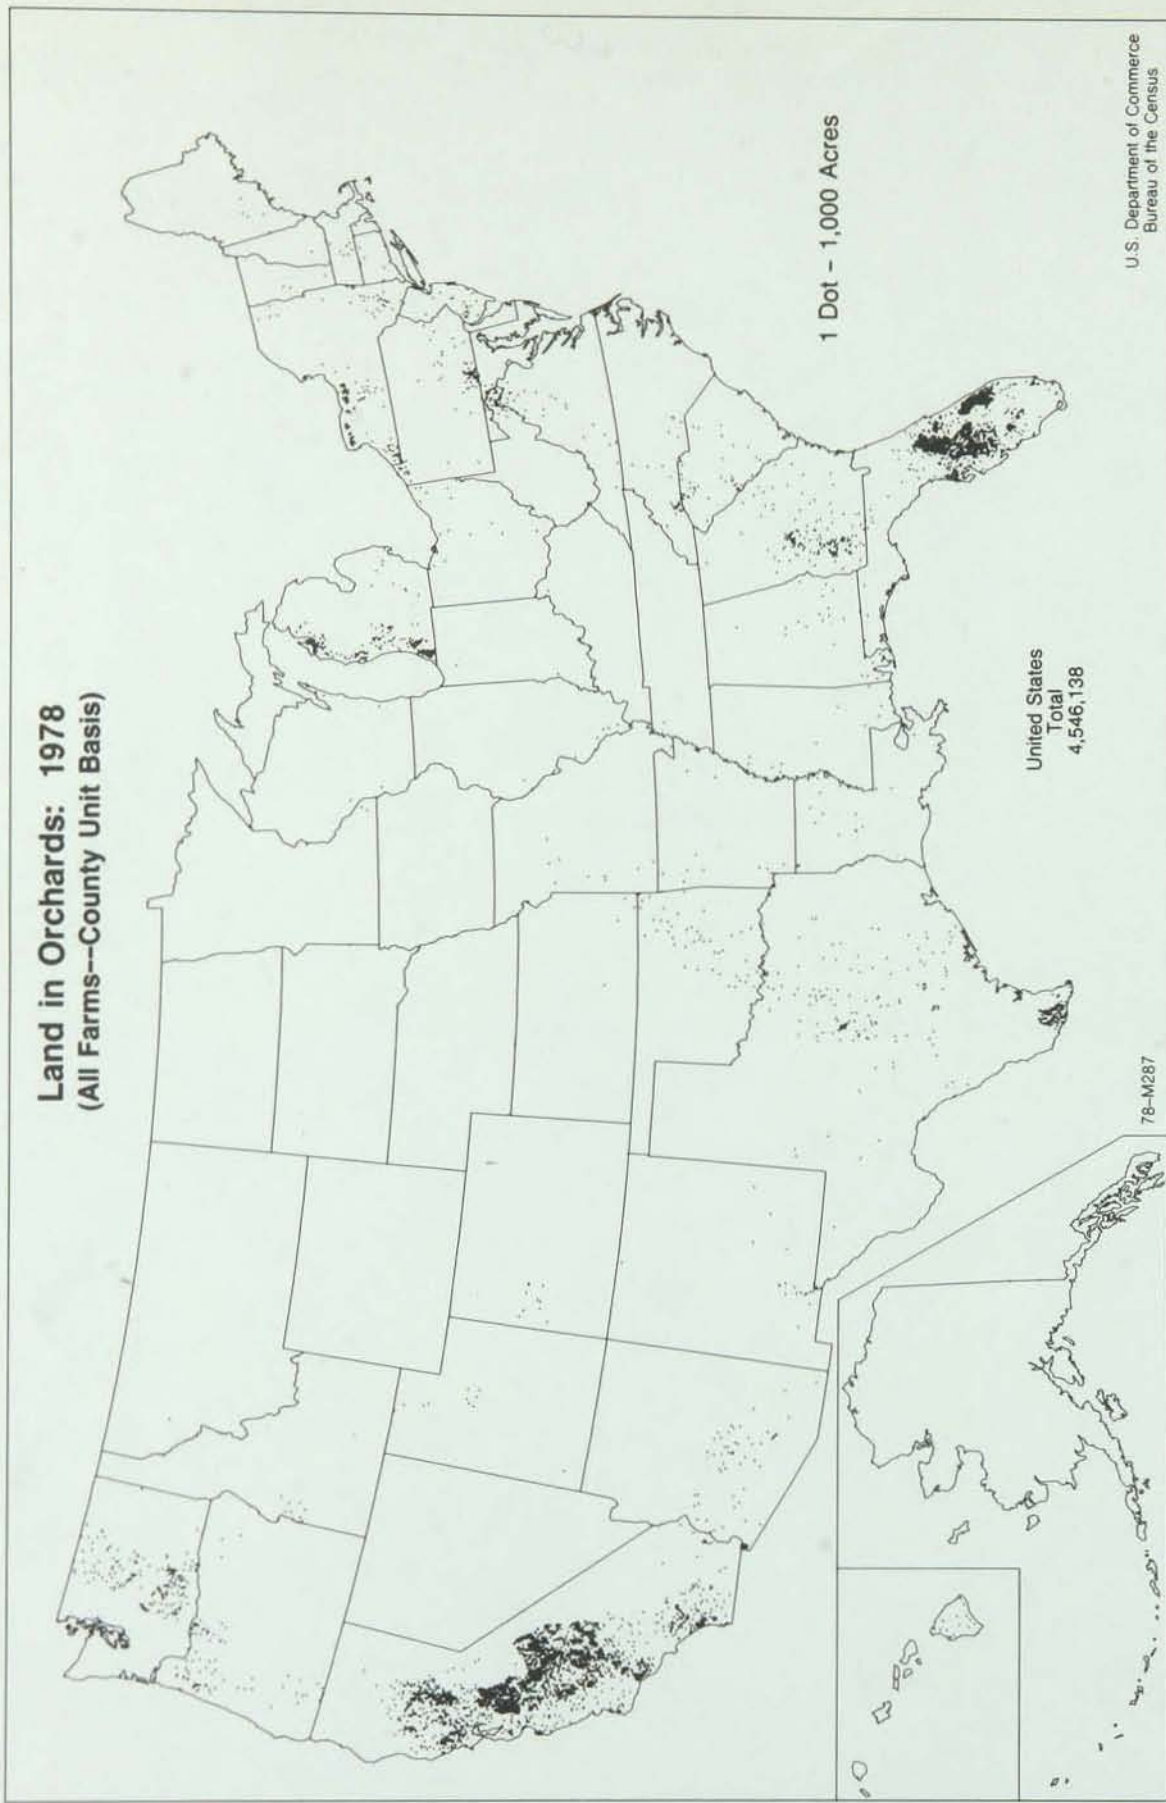 Land in Orchards: 1978
(All Farms--County Unit Basis)
1 Dot – 1,000 Acres
United States
Total
4,546,138
78–M287
U.S. Department of Commerce
Bureau of the Census